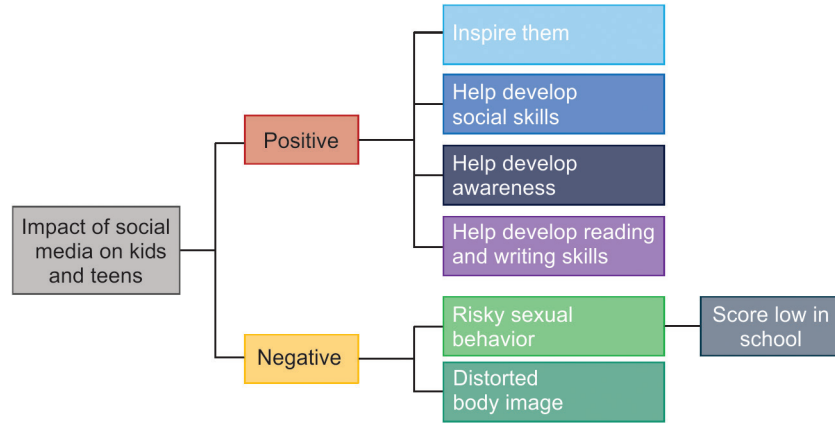 Impact of social
media on kids
and teens
Positive
Inspire them
Help develop
social skills
Help develop
awareness
Help develop reading
and writing skills
Negative
Risky sexual
behavior
Score low in
school
Distorted
body image